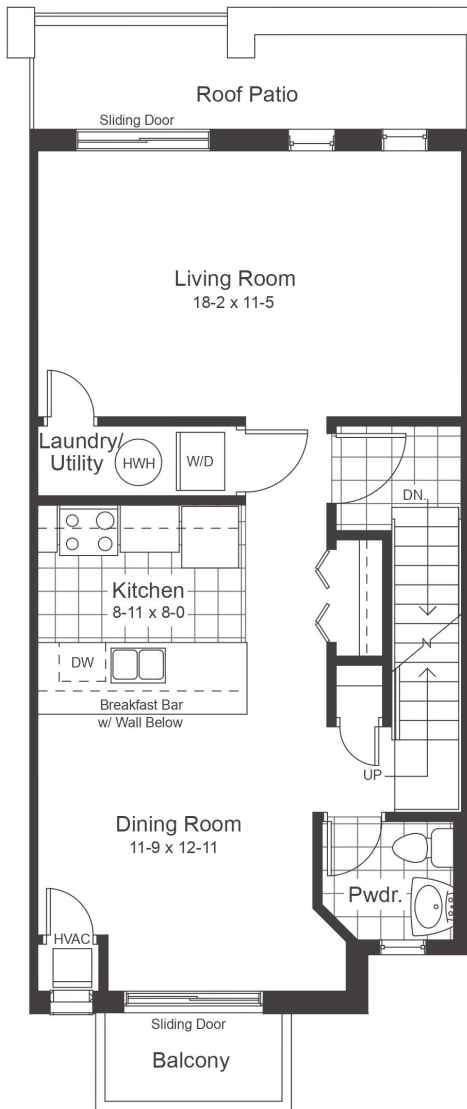 Roof Patio
Sliding Door
Living Room
18-2 x 11-5
Laundry/
Utility
HWH
W/D
DN.
Kitchen
8-11 x 8-0
N
DW
Breakfast Bar
w/ Wall Below
UP
Dining Room
11-9 x 12-11
Pwdr.
HVAC
Sliding Door
Balcony